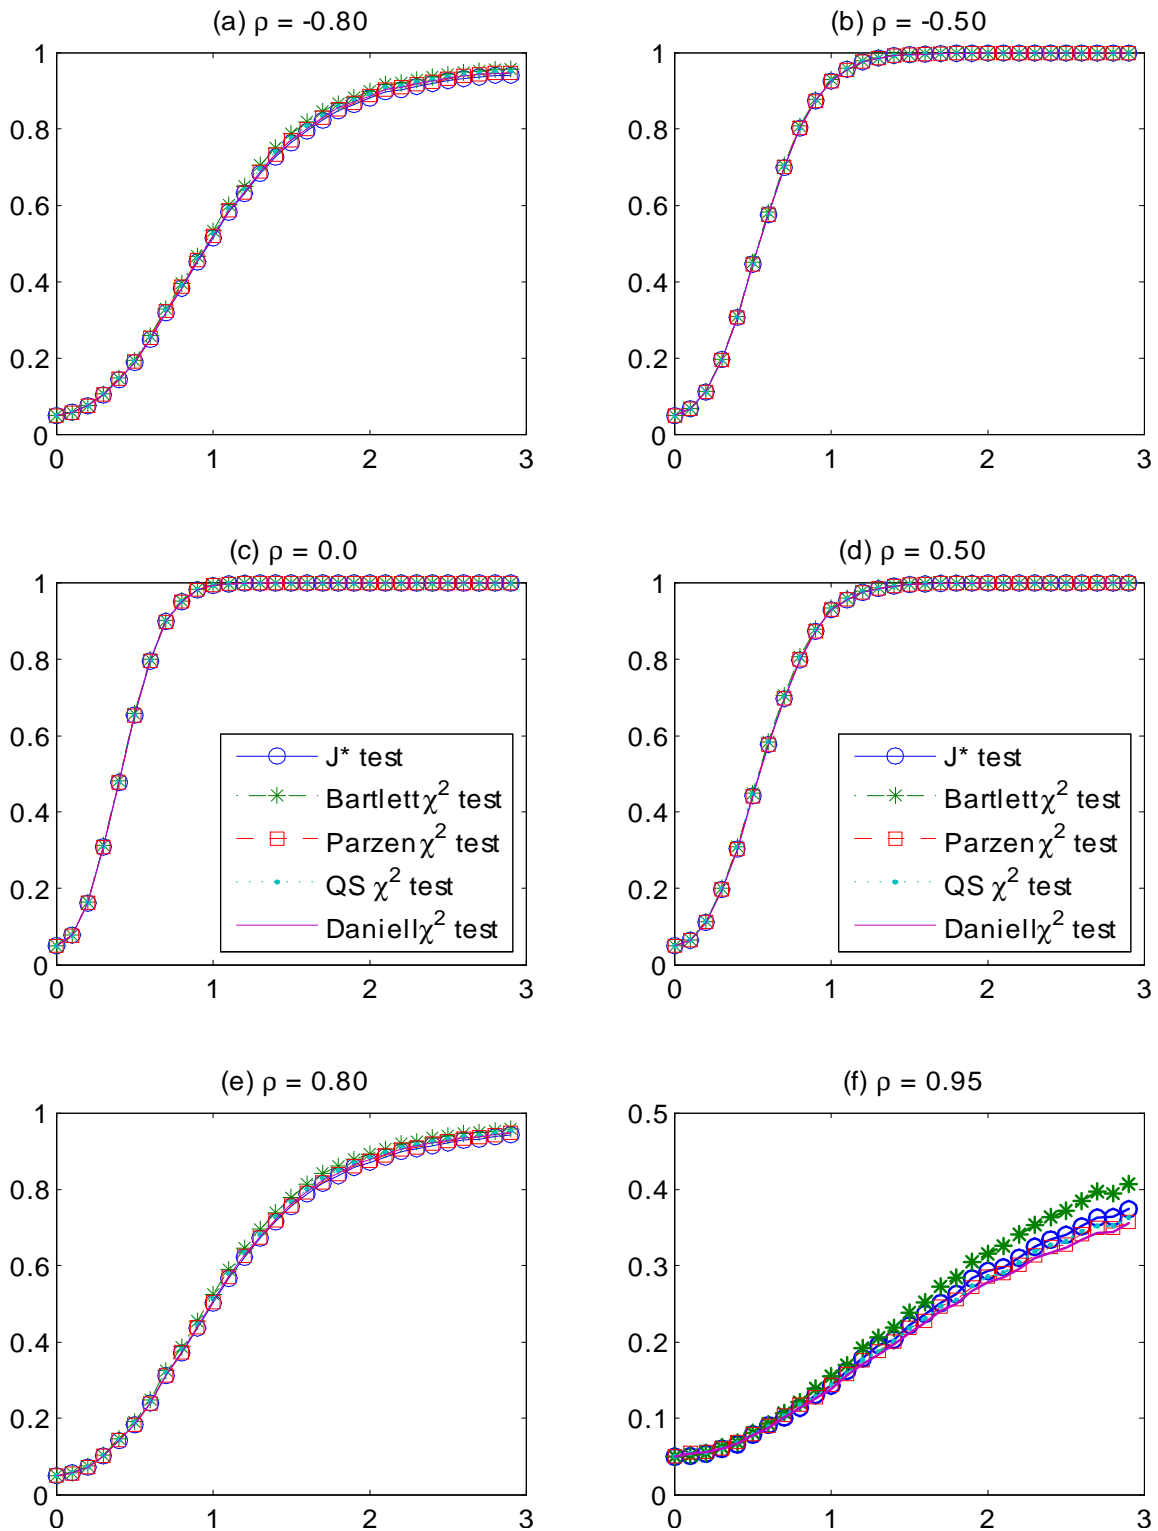 (a) ρ = -0.80
1
0.8
0.6
0.4
0.2
0
0 1 2 3
(b) ρ = -0.50
1
0.8
0.6
0.4
0.2
0
0 1 2 3
(c) ρ = 0.0
1
0.8
0.6
0.4
0.2
0
0 1 2 3
J* test
Bartlett χ² test
Parzen χ² test
QS χ² test
Daniell χ² test
(d) ρ = 0.50
1
0.8
0.6
0.4
0.2
0
0 1 2 3
J* test
Bartlett χ² test
Parzen χ² test
QS χ² test
Daniell χ² test
(e) ρ = 0.80
1
0.8
0.6
0.4
0.2
0
0 1 2 3
(f) ρ = 0.95
0.5
0.4
0.3
0.2
0.1
0
0 1 2 3